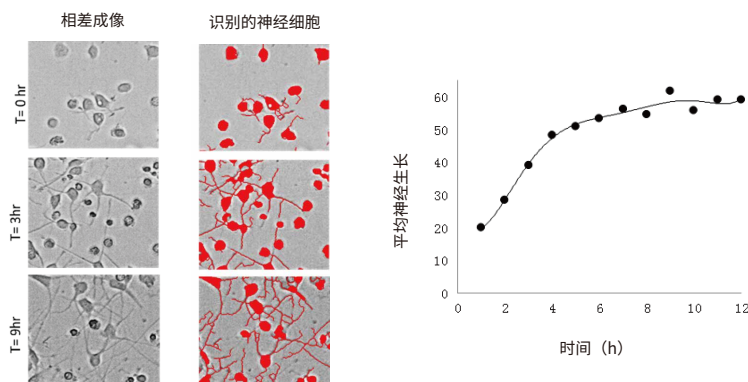 相差成像
识别的神经细胞
T= 0 hr
T= 3hr
T= 9hr
平均神经生长
60
50
40
30
20
10
0
0 2 4 6 8 10 12
时间（h）